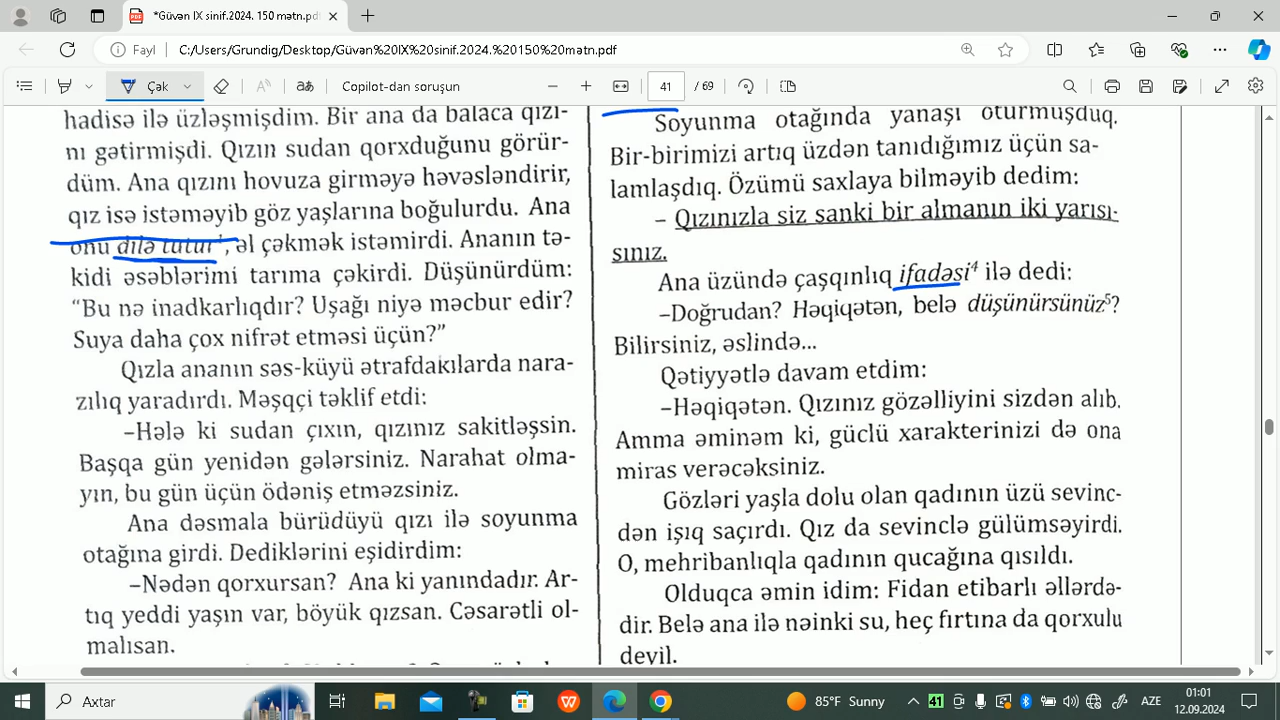 *Güvən IX sinif.2024. 150 mətn.pdf
Fayl
C:/Users/Grundig/Desktop/Güvən%20IX%20sinif.2024.%20150%20mətn.pdf
Çək
aあ
Copilot-dan soruşun
41
/ 69
hadisə ilə üzləşmişdim. Bir ana da balaca qızı-
nı gətirmişdi. Qızın sudan qorxduğunu görür-
düm. Ana qızını hovuza girməyə həvəsləndirir,
qız isə istəməyib göz yaşlarına boğulurdu. Ana
onu dilə tutur¹, əl çəkmək istəmirdi. Ananın tə-
kidi əsəblərimi tarıma çəkirdi. Düşünürdüm:
"Bu nə inadkarlıqdır? Uşağı niyə məcbur edir?
Suya daha çox nifrət etməsi üçün?"
Qızla ananın səs-küyü ətrafdakılarda nara-
zılıq yaradırdı. Məşqçi təklif etdi:
–Hələ ki sudan çıxın, qızınız sakitləşsin.
Başqa gün yenidən gələrsiniz. Narahat olma-
yın, bu gün üçün ödəniş etməzsiniz.
Ana dəsmala bürüdüyü qızı ilə soyunma
otağına girdi. Dediklərini eşidirdim:
–Nədən qorxursan? Ana ki yanındadır. Ar-
tıq yeddi yaşın var, böyük qızsan. Cəsarətli ol-
malısan.
Soyunma otağında yanaşı oturmuşduq.
Bir-birimizi artıq üzdən tanıdığımız üçün sa-
lamlaşdıq. Özümü saxlaya bilməyib dedim:
– Qızınızla siz sanki bir almanın iki yarısı-
sınız.
Ana üzündə çaşqınlıq ifadəsi⁴ ilə dedi:
–Doğrudan? Həqiqətən, belə düşünürsünüz⁵?
Bilirsiniz, əslində...
Qətiyyətlə davam etdim:
–Həqiqətən. Qızınız gözəlliyini sizdən alıb.
Amma əminəm ki, güclü xarakterinizi də ona
miras verəcəksiniz.
Gözləri yaşla dolu olan qadının üzü sevinc-
dən işıq saçırdı. Qız da sevinclə gülümsəyirdi.
O, mehribanlıqla qadının qucağına qısıldı.
Olduqca əmin idim: Fidan etibarlı əllərdə-
dir. Belə ana ilə nəinki su, heç fırtına da qorxulu
deyil.
Axtar
85°F Sunny
41
AZE
01:01
12.09.2024